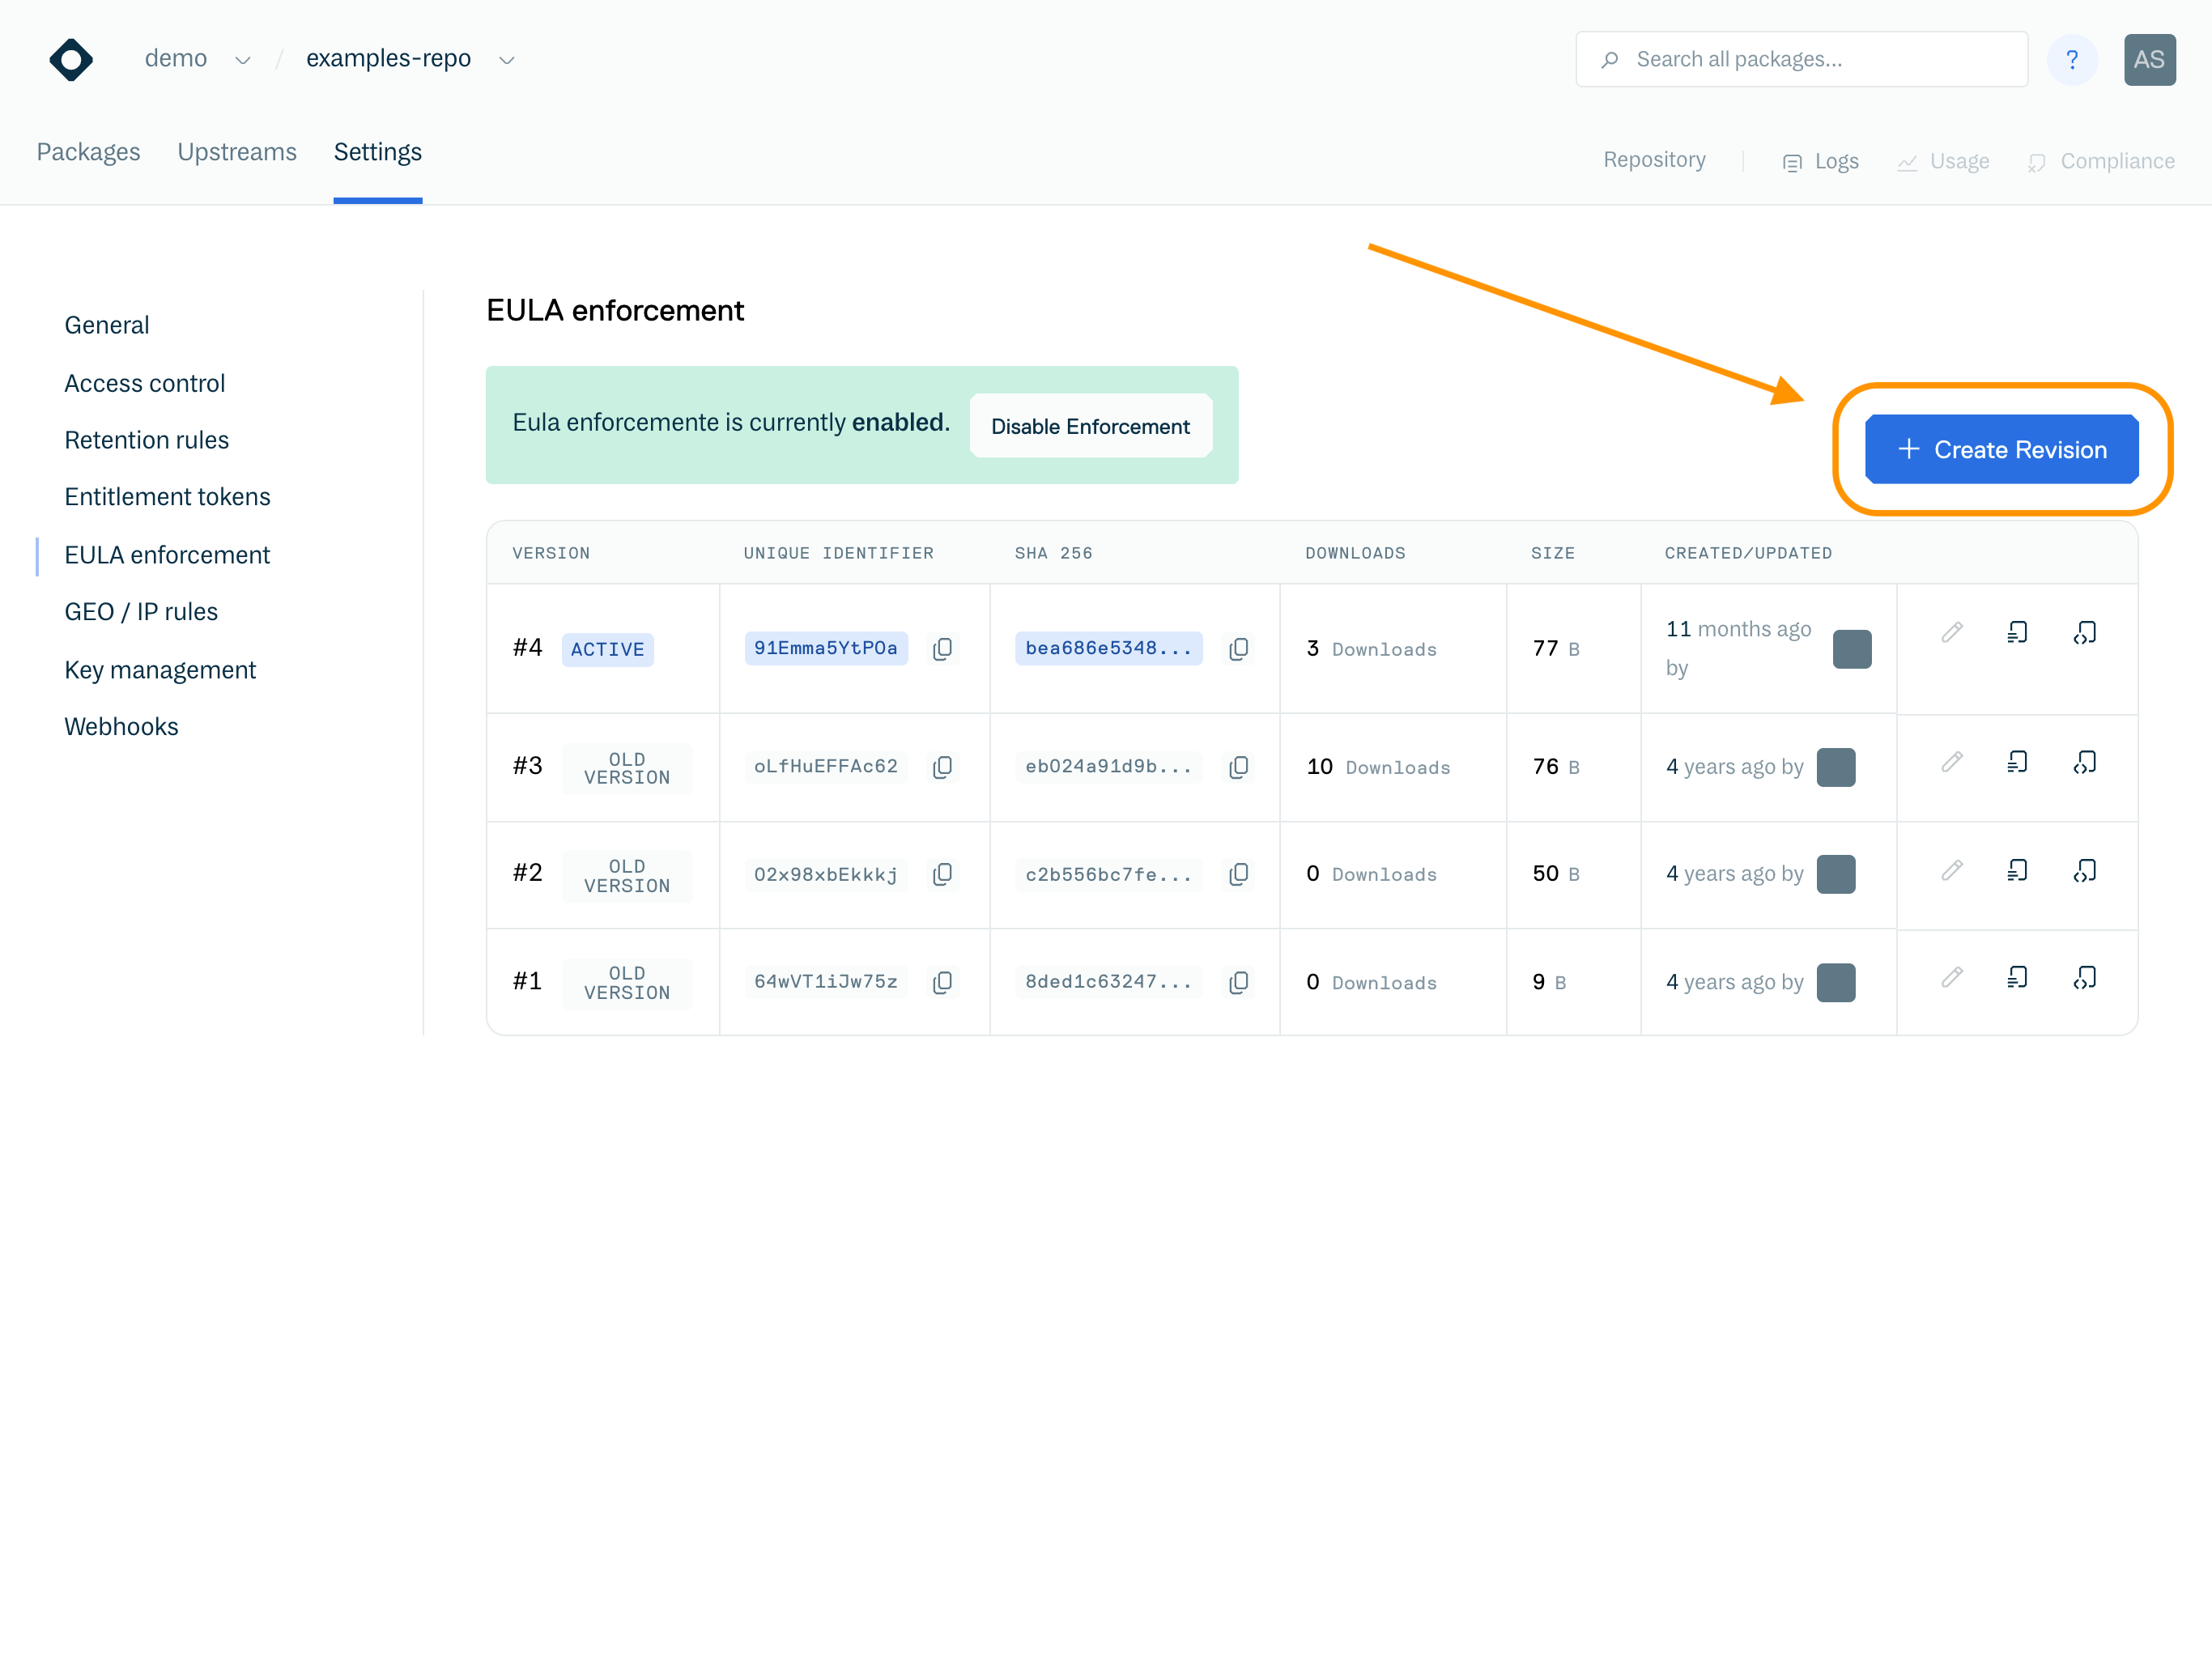 demo / examples-repo
Search all packages...
?
AS
Packages
Upstreams
Settings
Repository
Logs
Usage
Compliance
General
Access control
Retention rules
Entitlement tokens
EULA enforcement
GEO / IP rules
Key management
Webhooks
EULA enforcement
Eula enforcemente is currently enabled.
Disable Enforcement
+ Create Revision
VERSION UNIQUE IDENTIFIER SHA 256 DOWNLOADS SIZE CREATED/UPDATED
#4 ACTIVE 91Emma5YtPOa bea686e5348... 3 Downloads 77 B 11 months ago
by
#3 OLD
VERSION oLfHuEFFAc62 eb024a91d9b... 10 Downloads 76 B 4 years ago by
#2 OLD
VERSION 02x98xbEkkkj c2b556bc7fe... 0 Downloads 50 B 4 years ago by
#1 OLD
VERSION 64wVT1iJw75z 8ded1c63247... 0 Downloads 9 B 4 years ago by